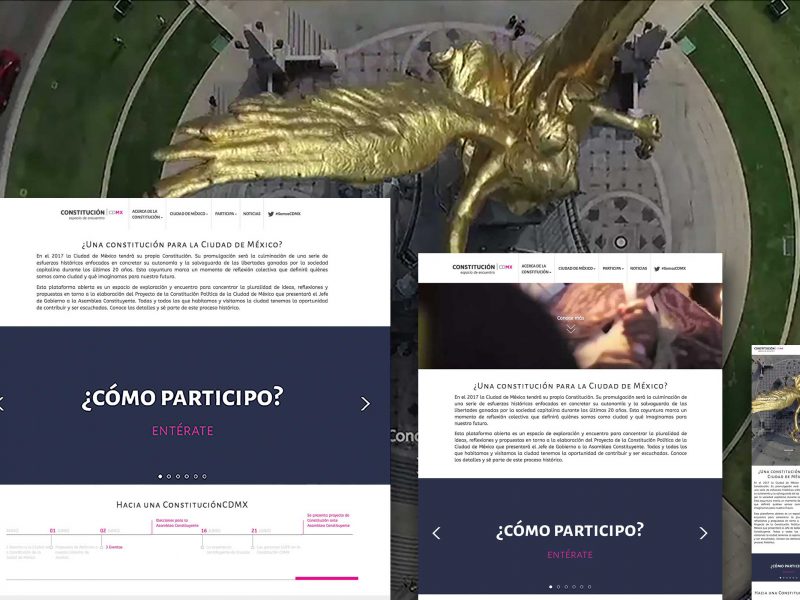 CONSTITUCIÓN CDMX
espacio de encuentro
ACERCA DE LA
CONSTITUCIÓN
CIUDAD DE MÉXICO
PARTICIPA
NOTICIAS
#SomosCDMX
¿Una constitución para la Ciudad de México?
En el 2017 la Ciudad de México tendrá su propia Constitución. Su promulgación será la culminación de una serie de
esfuerzos históricos enfocados en concretar su autonomía y la salvaguarda de las libertades ganadas por la sociedad
capitalina durante los últimos 20 años. Esta coyuntura marca un momento de reflexión colectiva que definirá quiénes
somos como ciudad y qué imaginamos para nuestro futuro.
Esta plataforma abierta es un espacio de exploración y encuentro para concentrar la pluralidad de ideas, reflexiones y
propuestas en torno a la elaboración del Proyecto de la Constitución Política de la Ciudad de México que presentará el Jefe
de Gobierno a la Asamblea Constituyente. Todas y todos los que habitamos y visitamos la ciudad tenemos la oportunidad
de contribuir y ser escuchados. Conoce los detalles y sé parte de este proceso histórico.
¿CÓMO PARTICIPO?
ENTÉRATE
Hacia una ConstituciónCDMX
Elecciones para la
Asamblea Constituyente
Se presenta proyecto de
Constitución ante
Asamblea Constituyente
01 JUNIO
02 JUNIO
16 JUNIO
21 JUNIO
3 Eventos
Cono
CONSTITUCIÓN CDMX
espacio de encuentro
ACERCA DE LA
CONSTITUCIÓN
CIUDAD DE MÉXICO
PARTICIPA
NOTICIAS
#SomosCDMX
Conoce más
¿Una constitución para la Ciudad de México?
En el 2017 la Ciudad de México tendrá su propia Constitución. Su promulgación será la culminación de
una serie de esfuerzos históricos enfocados en concretar su autonomía y la salvaguarda de las
libertades ganadas por la sociedad capitalina durante los últimos 20 años. Esta coyuntura marca un
momento de reflexión colectiva que definirá quiénes somos como ciudad y qué imaginamos para
nuestro futuro.
Esta plataforma abierta es un espacio de exploración y encuentro para concentrar la pluralidad de
ideas, reflexiones y propuestas en torno a la elaboración del Proyecto de la Constitución Política de la
Ciudad de México que presentará el Jefe de Gobierno a la Asamblea Constituyente. Todas y todos los
que habitamos y visitamos la ciudad tenemos la oportunidad de contribuir y ser escuchados. Conoce
los detalles y sé parte de este proceso histórico.
¿CÓMO PARTICIPO?
ENTÉRATE
CONSTITUCIÓN CDMX
¿Una constitución
Ciudad de Mé
¿CÓMO PARTICI
Hacia una Constitu